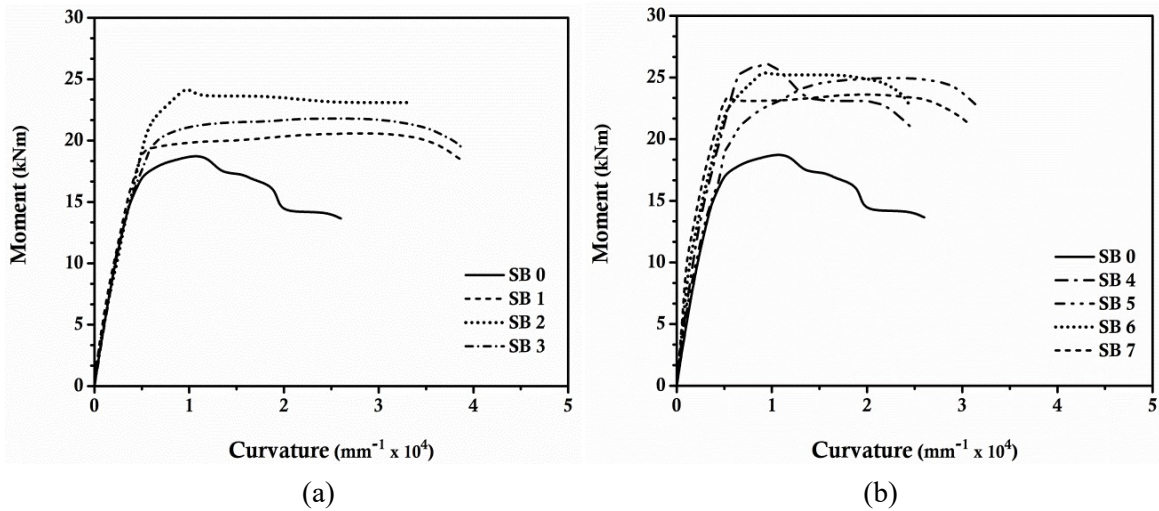 30
25
20
15
10
5
0
Moment (kNm)
SB 0
SB 1
SB 2
SB 3
0 1 2 3 4 5
Curvature (mm⁻¹ x 10⁴)
(a)
30
25
20
15
10
5
0
Moment (kNm)
SB 0
SB 4
SB 5
SB 6
SB 7
0 1 2 3 4 5
Curvature (mm⁻¹ x 10⁴)
(b)